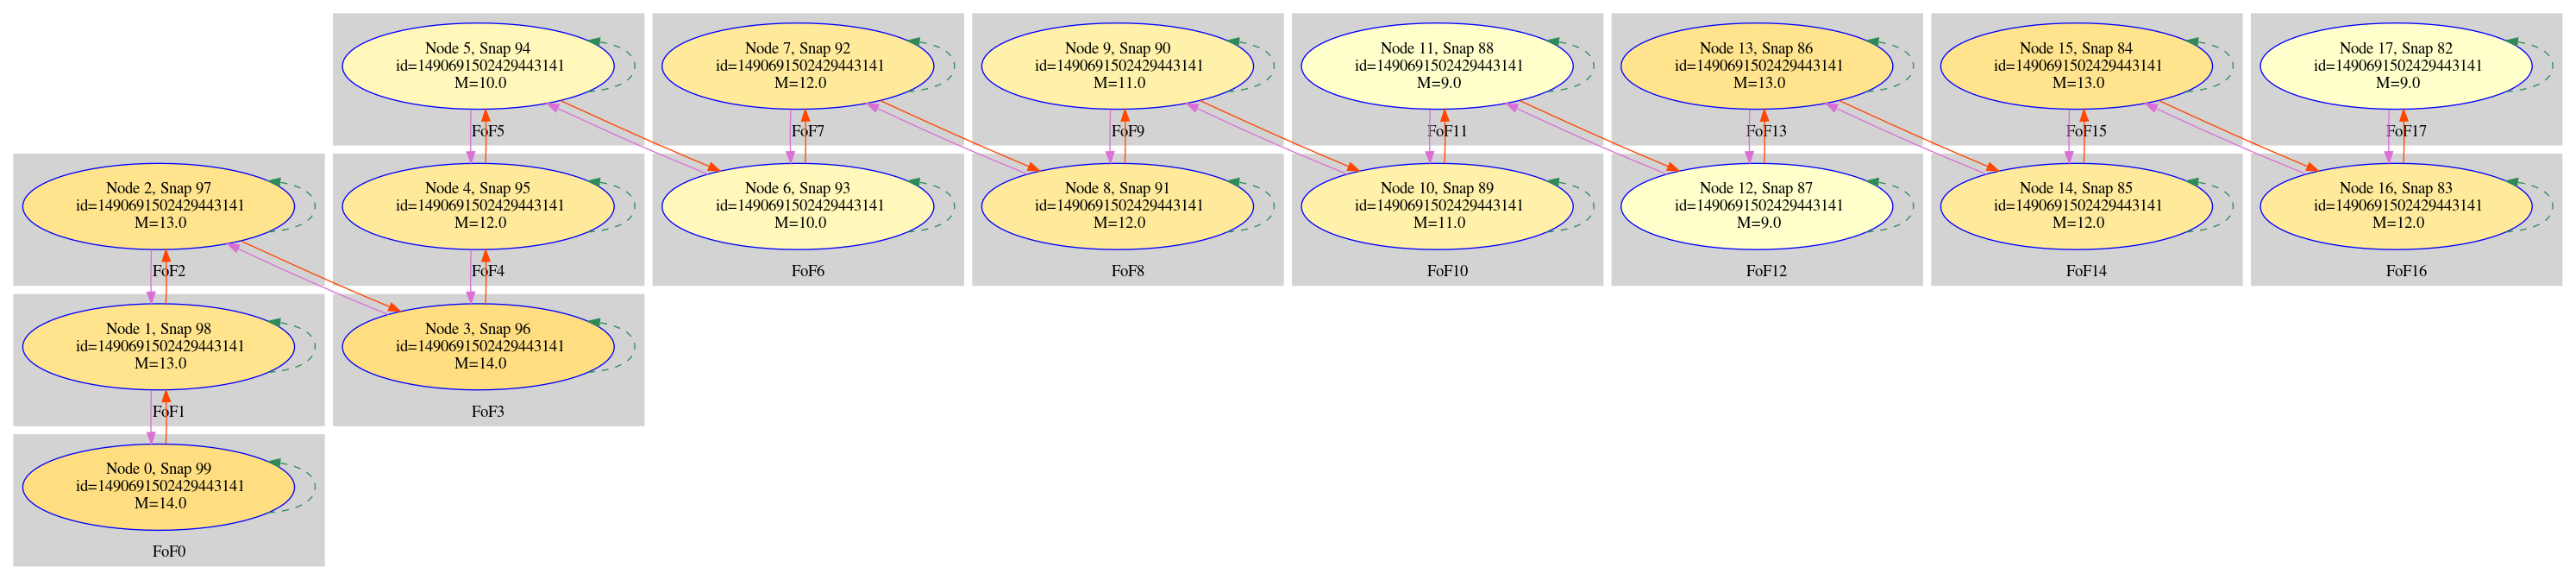 Node 5, Snap 94
id=1490691502429443141
M=10.0
FoF5
Node 7, Snap 92
id=1490691502429443141
M=12.0
FoF7
Node 9, Snap 90
id=1490691502429443141
M=11.0
FoF9
Node 11, Snap 88
id=1490691502429443141
M=9.0
FoF11
Node 13, Snap 86
id=1490691502429443141
M=13.0
FoF13
Node 15, Snap 84
id=1490691502429443141
M=13.0
FoF15
Node 17, Snap 82
id=1490691502429443141
M=9.0
FoF17
Node 2, Snap 97
id=1490691502429443141
M=13.0
FoF2
Node 4, Snap 95
id=1490691502429443141
M=12.0
FoF4
Node 6, Snap 93
id=1490691502429443141
M=10.0
FoF6
Node 8, Snap 91
id=1490691502429443141
M=12.0
FoF8
Node 10, Snap 89
id=1490691502429443141
M=11.0
FoF10
Node 12, Snap 87
id=1490691502429443141
M=9.0
FoF12
Node 14, Snap 85
id=1490691502429443141
M=12.0
FoF14
Node 16, Snap 83
id=1490691502429443141
M=12.0
FoF16
Node 1, Snap 98
id=1490691502429443141
M=13.0
FoF1
Node 3, Snap 96
id=1490691502429443141
M=14.0
FoF3
Node 0, Snap 99
id=1490691502429443141
M=14.0
FoF0